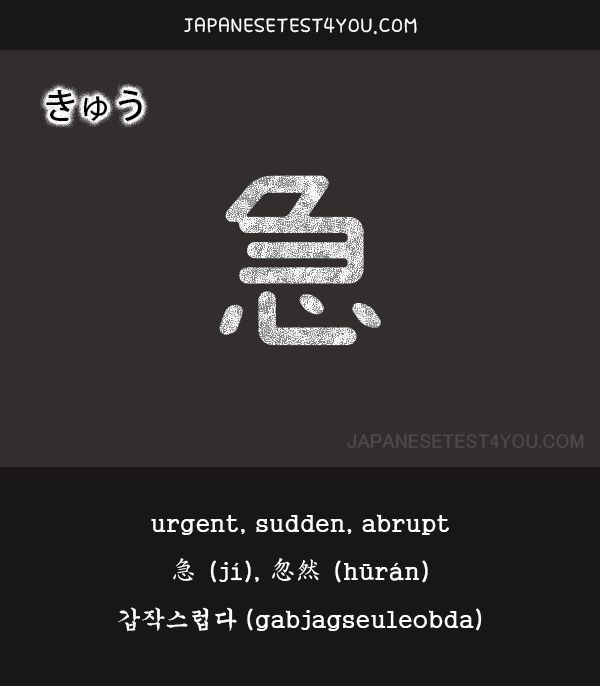 JAPANESETEST4YOU.COM
きゅう
急
JAPANESETEST4YOU.COM
urgent, sudden, abrupt
急 (jí), 忽然 (hūrán)
갑작스럽다 (gabjagseuleobda)